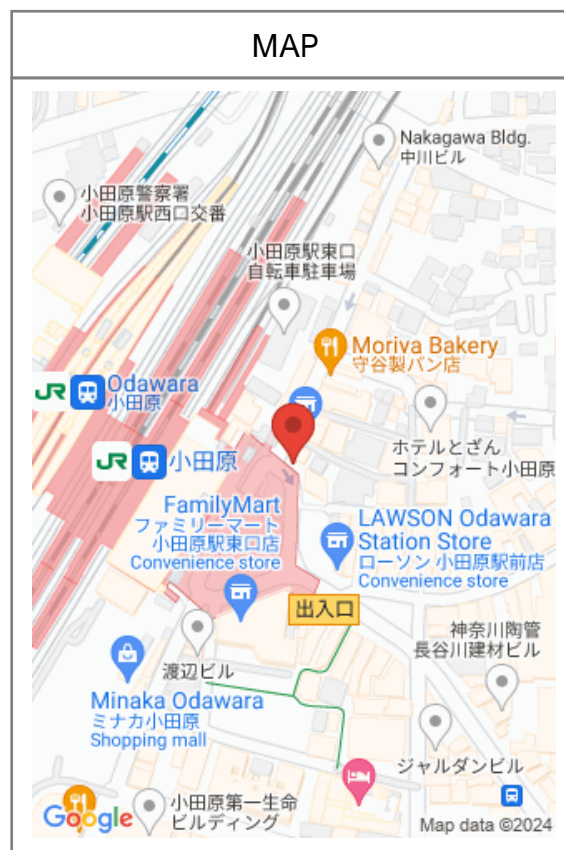 MAP
Nakagawa Bldg.
中川ビル
小田原警察署
小田原駅西口交番
小田原駅東口
自転車駐車場
Moriva Bakery
守谷製パン店
JR
Odawara
小田原
ホテルとざん
コンフォート小田原
JR
小田原
FamilyMart
ファミリーマート
小田原駅東口店
Convenience store
LAWSON Odawara
Station Store
ローソン 小田原駅前店
Convenience store
出入口
神奈川陶管
長谷川建材ビル
渡辺ビル
Minaka Odawara
ミナカ小田原
Shopping mall
ジャルダンビル
小田原第一生命
ビルディング
Google
Map data ©2024